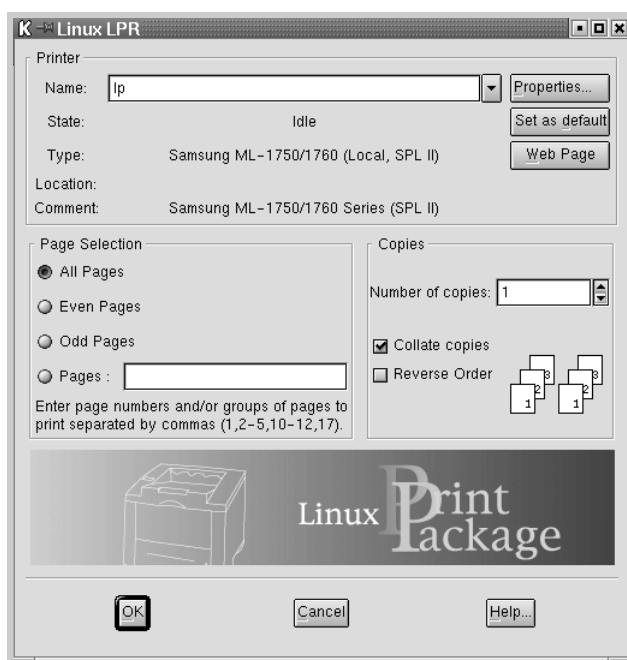 K Linux LPR
Printer
Name: lp Properties...
State: Idle Set as default
Type: Samsung ML-1750/1760 (Local, SPL II) Web Page
Location:
Comment: Samsung ML-1750/1760 Series (SPL II)
Page Selection
All Pages
Even Pages
Odd Pages
Pages :
Enter page numbers and/or groups of pages to
print separated by commas (1,2-5,10-12,17).
Copies
Number of copies: 1
Collate copies
Reverse Order
3 3
2 2
1 1
Linux Print
Package
OK Cancel Help...